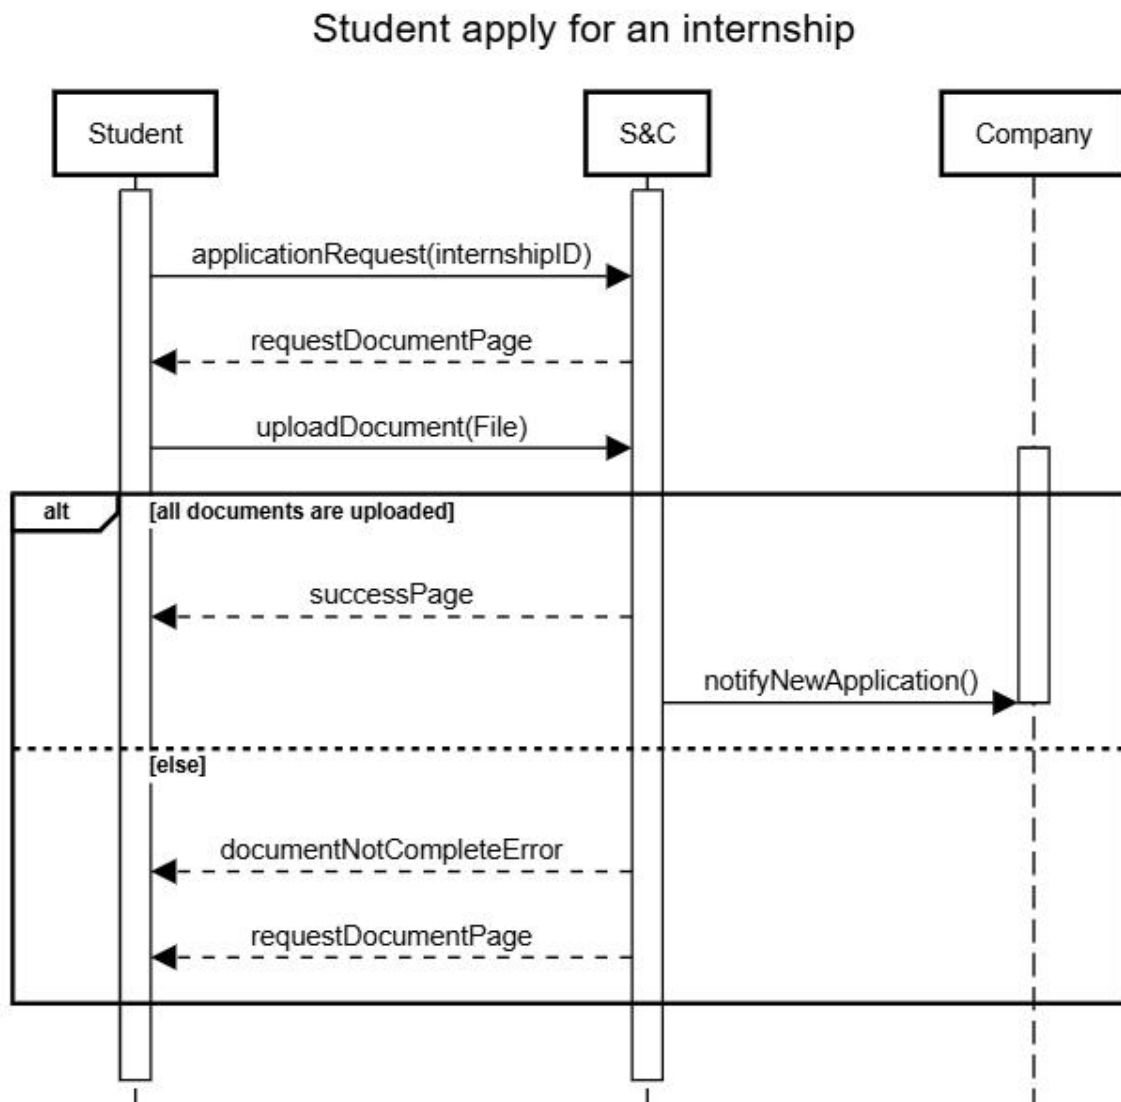 Student apply for an internship
Student
S&C
Company
applicationRequest(internshipID)
requestDocumentPage
uploadDocument(File)
alt
[all documents are uploaded]
successPage
notifyNewApplication()
[else]
documentNotCompleteError
requestDocumentPage